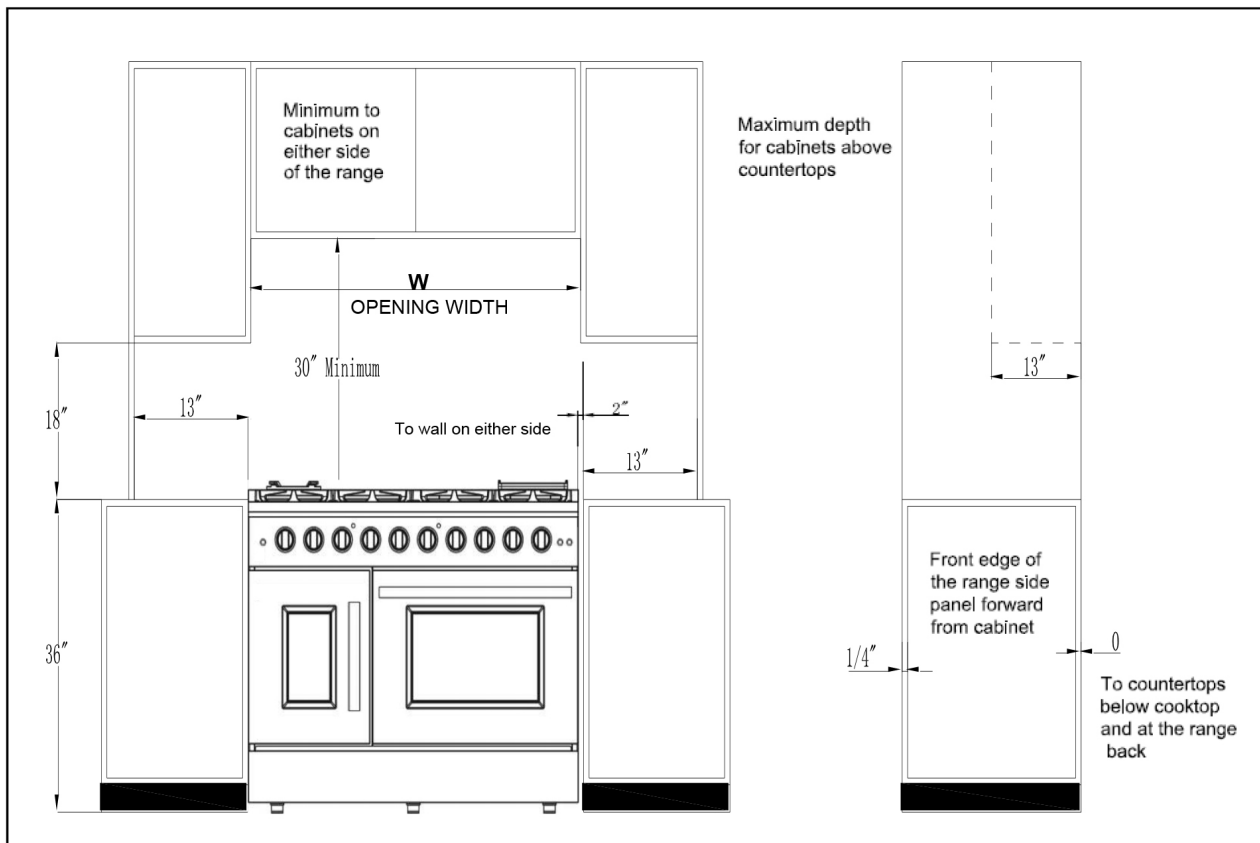 Minimum to
cabinets on
either side
of the range
Maximum depth
for cabinets above
countertops
W
OPENING WIDTH
30" Minimum
13"
18"
13"
2"
To wall on either side
13"
36"
Front edge of
the range side
panel forward
from cabinet
1/4"
0
To countertops
below cooktop
and at the range
back